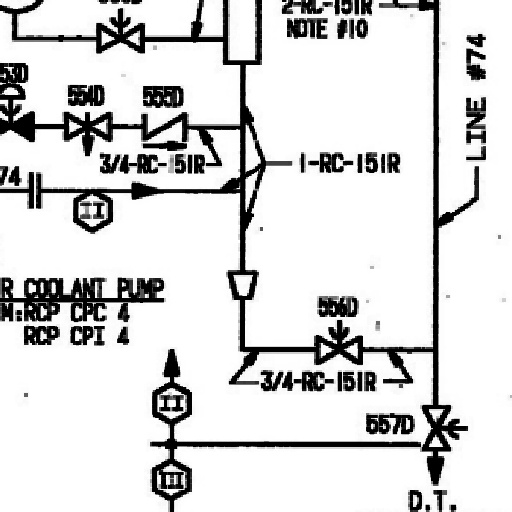 2-RC-151R
NOTE #10
LINE #74
53D
554D
555D
3/4-RC-151R
1-RC-151R
74
II
R COOLANT PUMP
M:RCP CPC 4
RCP CPI 4
556D
3/4-RC-151R
II
557D
III
D.T.